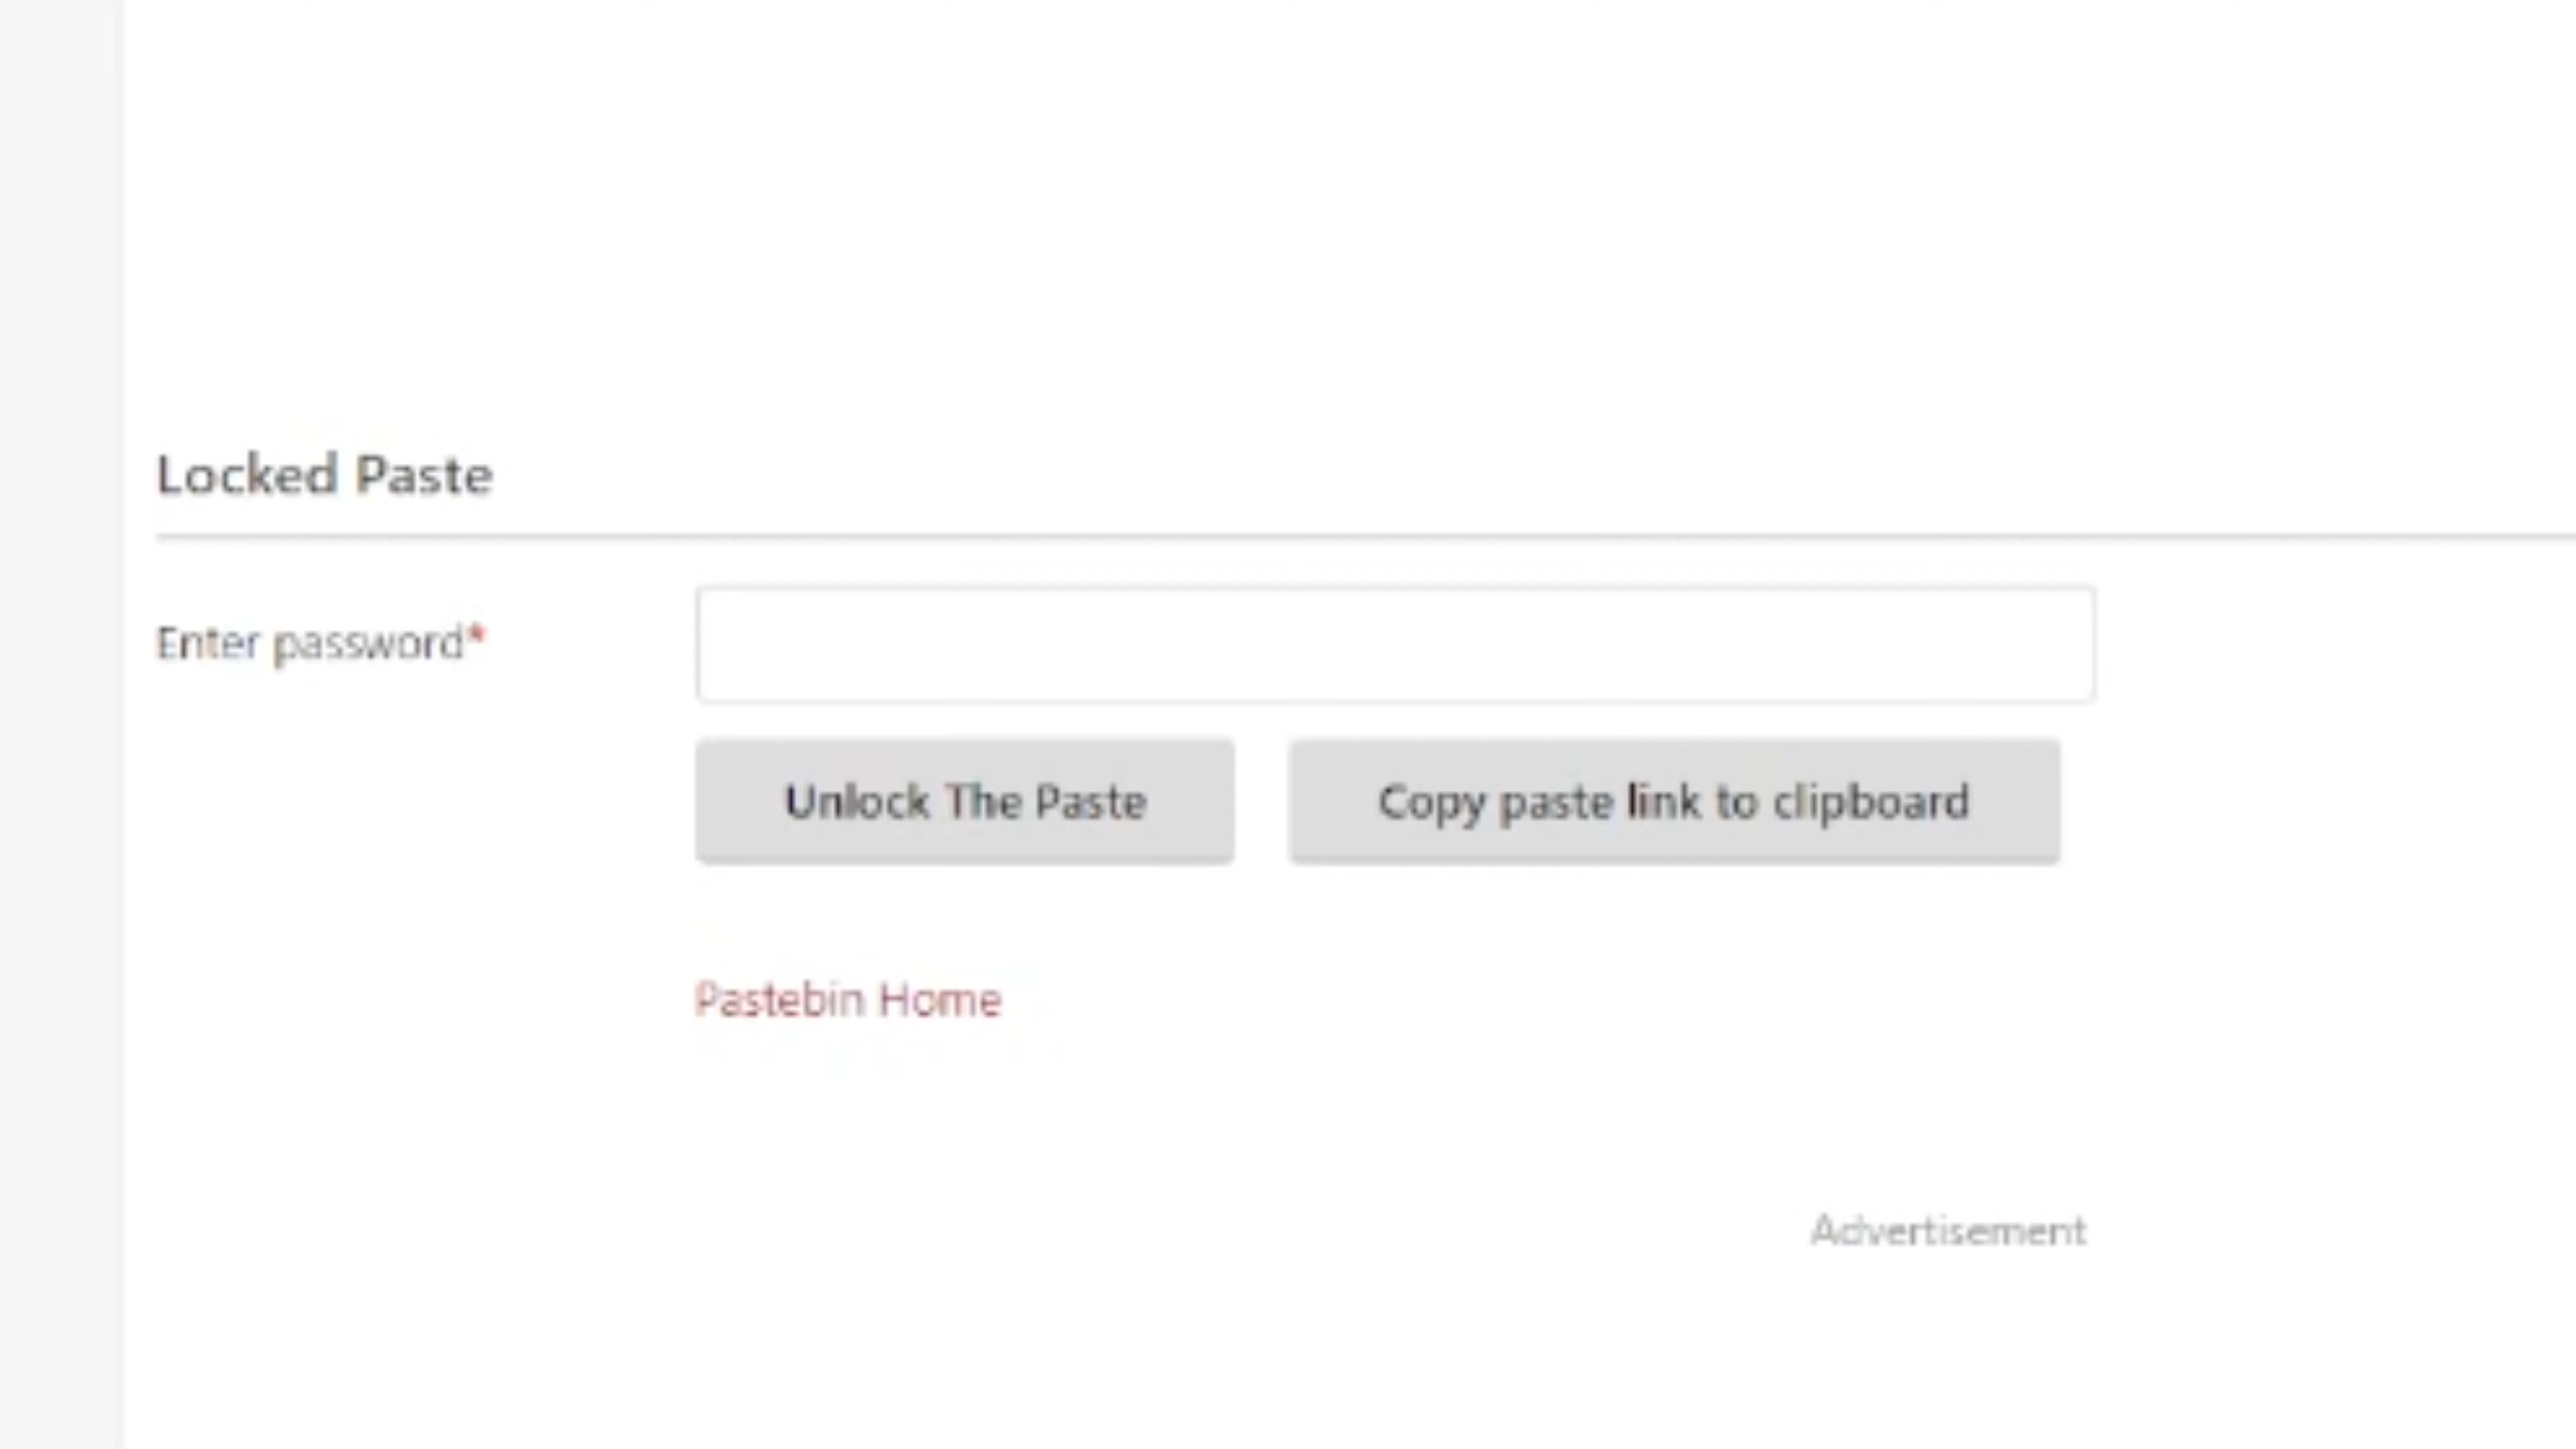 Locked Paste
Enter password*
Unlock The Paste
Copy paste link to clipboard
Pastebin Home
Advertisement